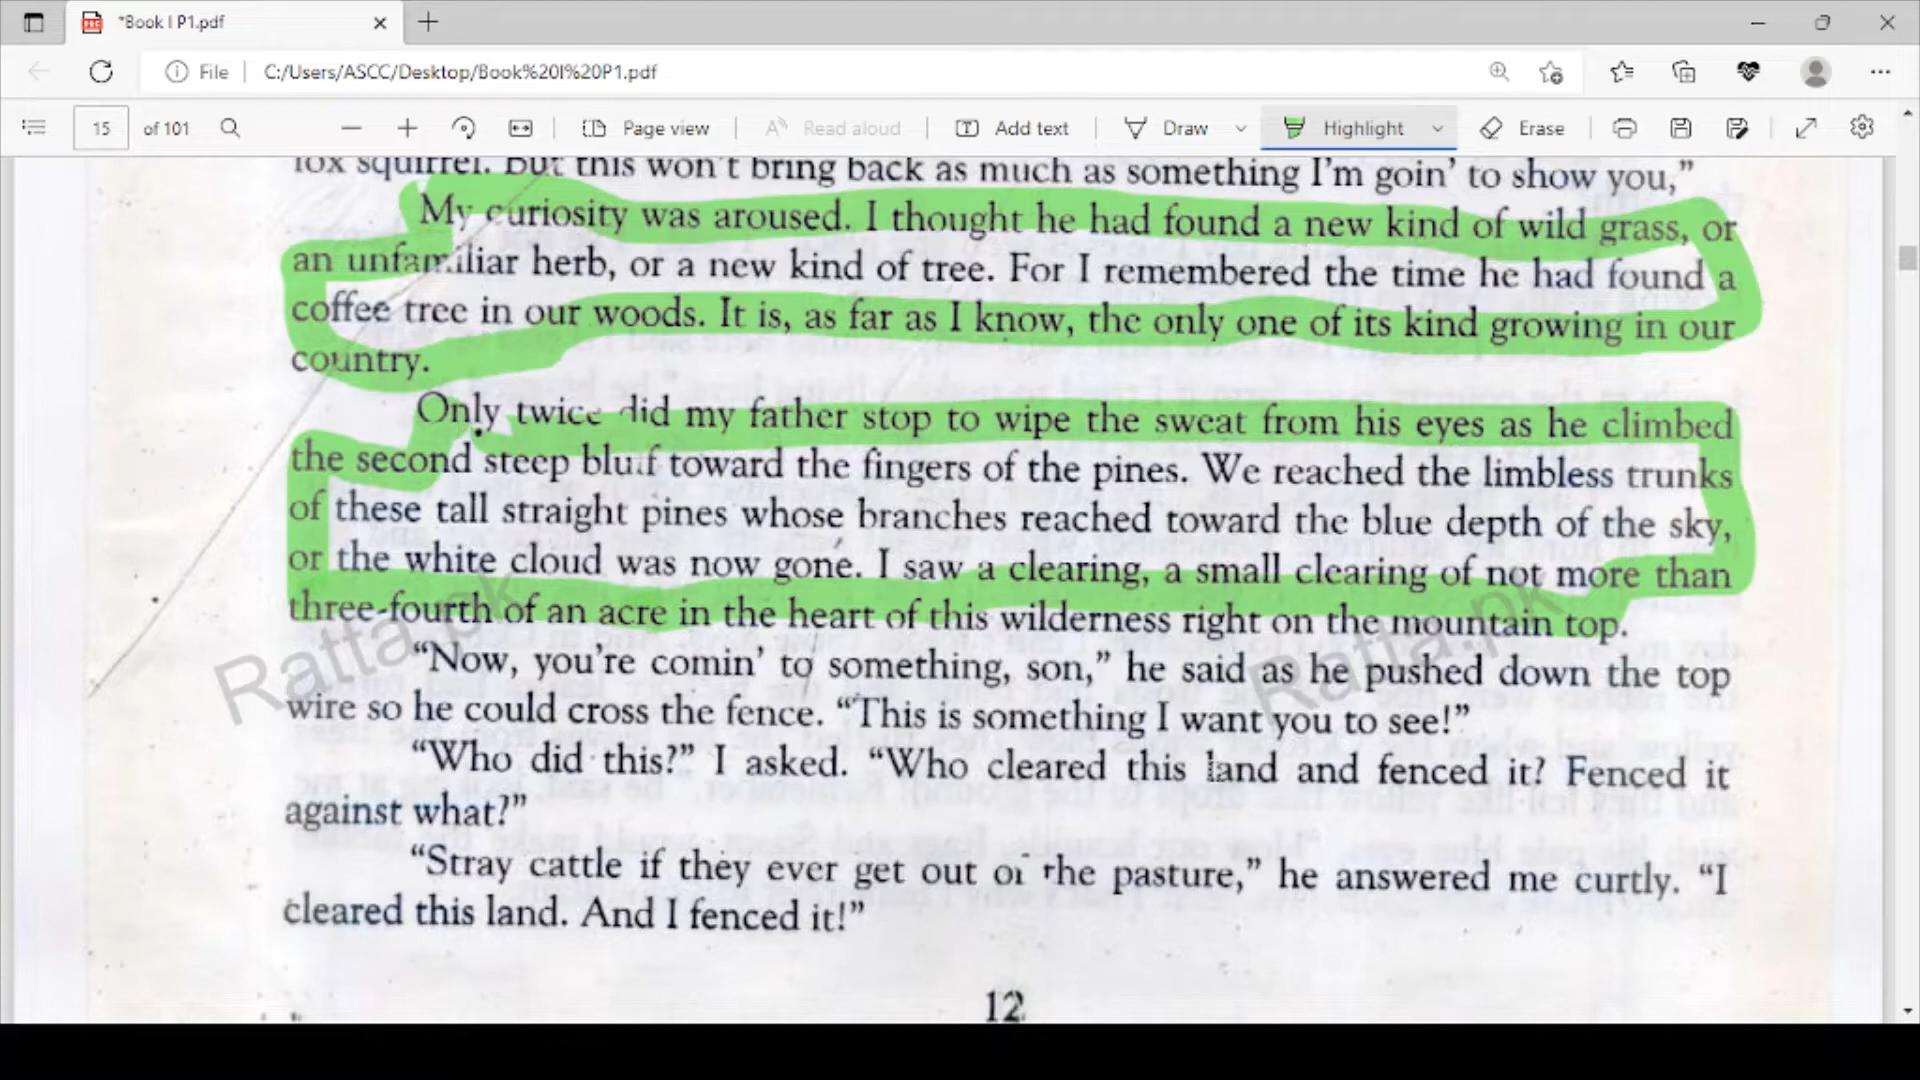 *Book I P1.pdf
File
C:/Users/ASCC/Desktop/Book%20I%20P1.pdf
15 of 101
Page view
Read aloud
Add text
Draw
Highlight
Erase
fox squirrel. But this won't bring back as much as something I'm goin' to show you,”
My curiosity was aroused. I thought he had found a new kind of wild grass, or
an unfamiliar herb, or a new kind of tree. For I remembered the time he had found a
coffee tree in our woods. It is, as far as I know, the only one of its kind growing in our
country.
Only twice did my father stop to wipe the sweat from his eyes as he climbed
the second steep bluff toward the fingers of the pines. We reached the limbless trunks
of these tall straight pines whose branches reached toward the blue depth of the sky,
or the white cloud was now gone. I saw a clearing, a small clearing of not more than
three-fourth of an acre in the heart of this wilderness right on the mountain top.
“Now, you're comin' to something, son,” he said as he pushed down the top
wire so he could cross the fence. “This is something I want you to see!”
“Who did this?” I asked. “Who cleared this land and fenced it? Fenced it
against what?”
“Stray cattle if they ever get out of the pasture,” he answered me curtly. “I
cleared this land. And I fenced it!”
12
Ratta.pk
Ratta.pk